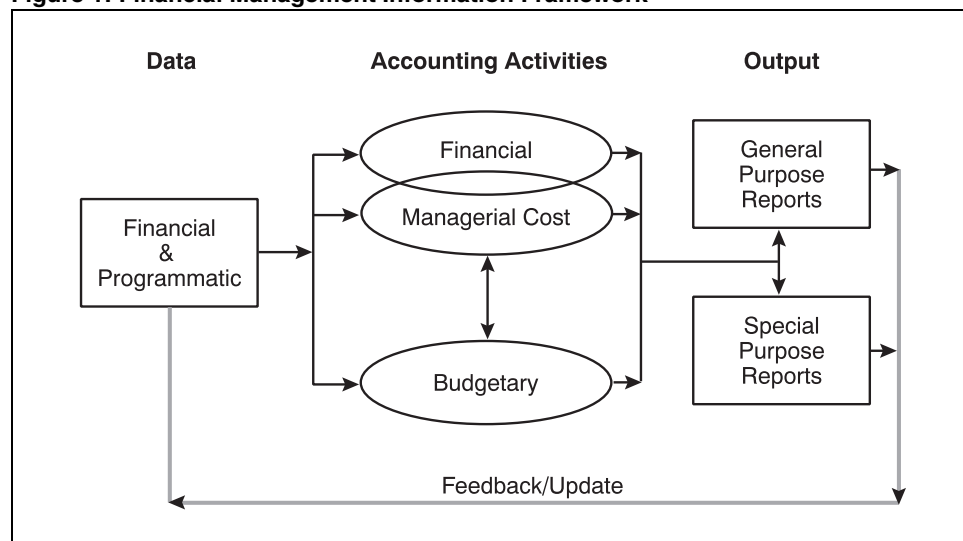 Figure 1: Financial Management Information Framework
Data
Accounting Activities
Output
Financial
&
Programmatic
Financial
Managerial Cost
Budgetary
General
Purpose
Reports
Special
Purpose
Reports
Feedback/Update